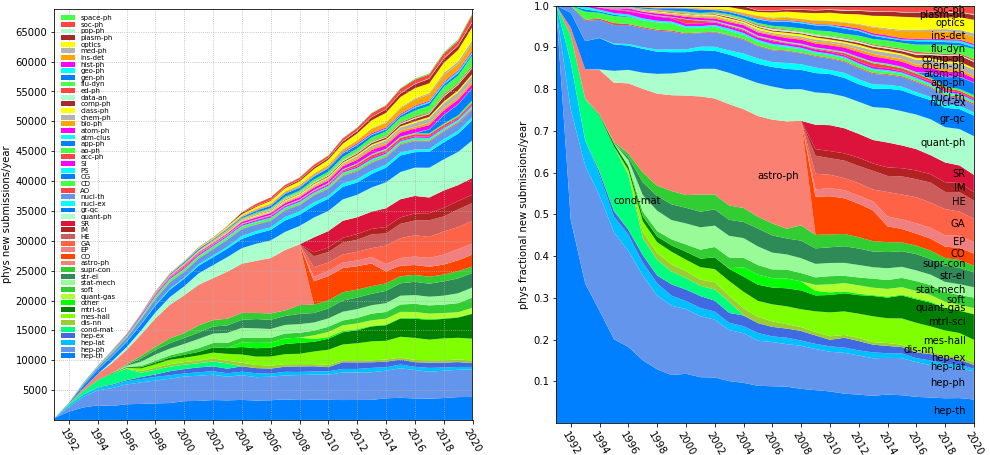 phys new submissions/year
65000
60000
55000
50000
45000
40000
35000
30000
25000
20000
15000
10000
5000
space-ph
soc-ph
pop-ph
plasm-ph
optics
med-ph
ins-det
hist-ph
geo-ph
gen-ph
flu-dyn
ed-ph
data-an
comp-ph
class-ph
chem-ph
bio-ph
atom-ph
atm-clus
app-ph
ao-ph
acc-ph
SI
PS
CG
CD
AO
nucl-th
nucl-ex
gr-qc
quant-ph
SR
IM
HE
GA
EP
CO
astro-ph
supr-con
str-el
stat-mech
soft
quant-gas
other
mtrl-sci
mes-hall
dis-nn
cond-mat
hep-ex
hep-lat
hep-ph
hep-th
1992
1994
1996
1998
2000
2002
2004
2006
2008
2010
2012
2014
2016
2018
2020
phys fractional new submissions/year
1.0
0.9
0.8
0.7
0.6
0.5
0.4
0.3
0.2
0.1
soc-ph
plasm-ph
optics
ins-det
flu-dyn
comp-ph
chem-ph
atom-ph
app-ph
nucl-th
nucl-ex
gr-qc
quant-ph
SR
IM
HE
GA
EP
CO
astro-ph
cond-mat
supr-con
str-el
stat-mech
soft
quant-gas
mtrl-sci
mes-hall
dis-nn
hep-ex
hep-lat
hep-ph
hep-th
1992
1994
1996
1998
2000
2002
2004
2006
2008
2010
2012
2014
2016
2018
2020